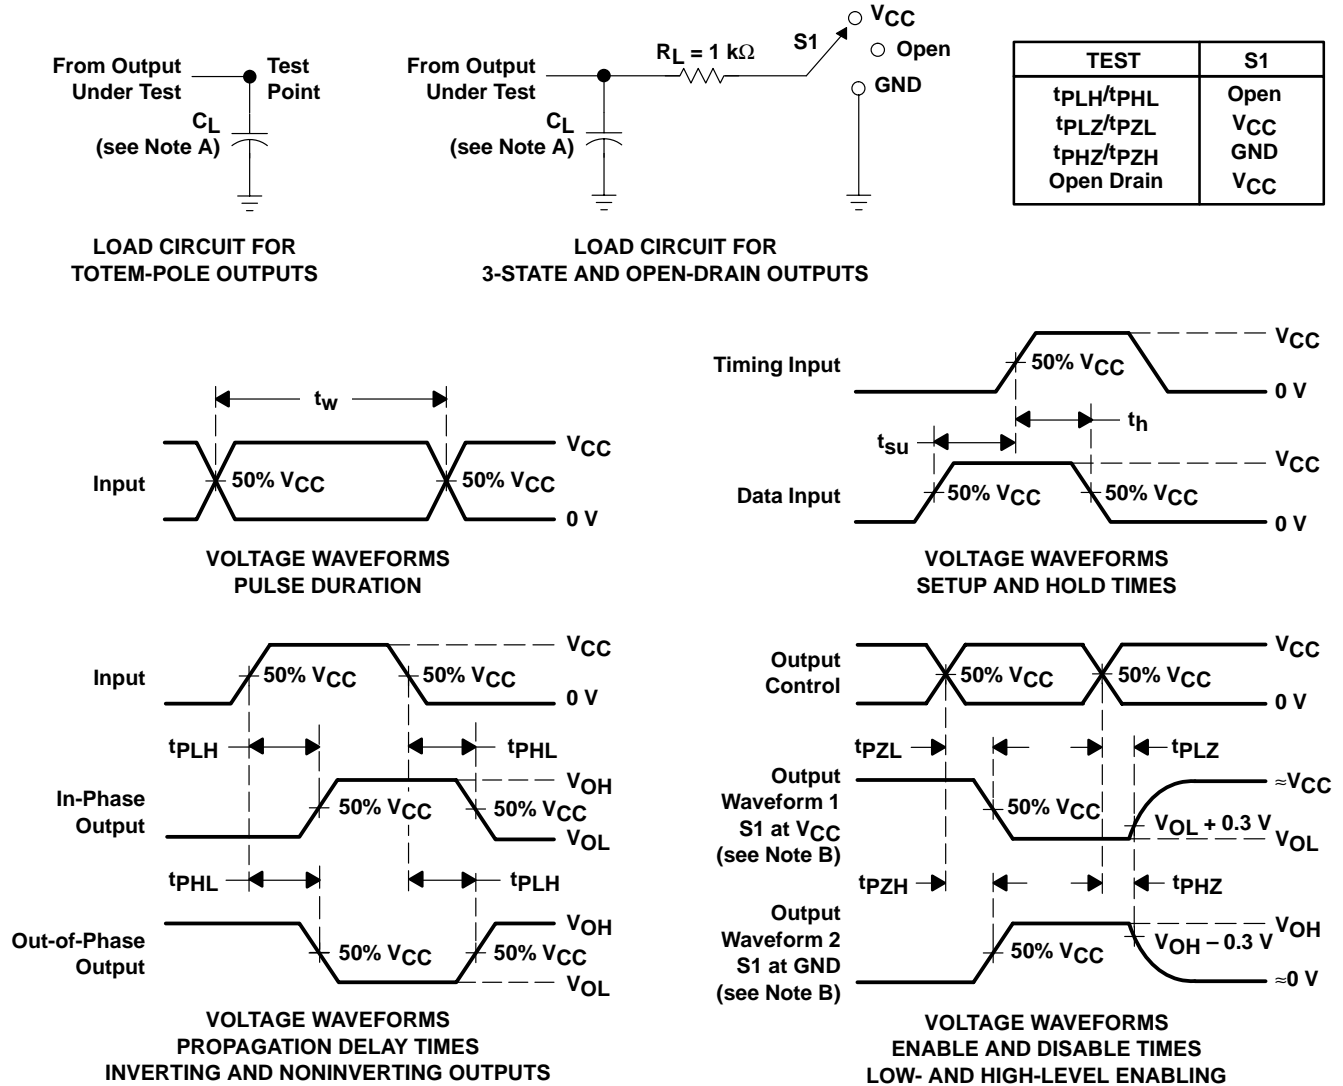 From Output
Under Test
Test
Point
CL
(see Note A)
LOAD CIRCUIT FOR
TOTEM-POLE OUTPUTS
From Output
Under Test
RL = 1 kΩ
S1
VCC
Open
GND
CL
(see Note A)
LOAD CIRCUIT FOR
3-STATE AND OPEN-DRAIN OUTPUTS
TEST S1
tPLH/tPHL Open
tPLZ/tPZL VCC
tPHZ/tPZH GND
Open Drain VCC
tw
Input
50% VCC
50% VCC
VCC
0 V
VOLTAGE WAVEFORMS
PULSE DURATION
Timing Input
50% VCC
VCC
0 V
th
tsu
Data Input
50% VCC
50% VCC
VCC
0 V
VOLTAGE WAVEFORMS
SETUP AND HOLD TIMES
Input
50% VCC
50% VCC
VCC
0 V
tPLH
tPHL
In-Phase
Output
50% VCC
50% VCC
VOH
VOL
tPHL
tPLH
Out-of-Phase
Output
50% VCC
50% VCC
VOH
VOL
VOLTAGE WAVEFORMS
PROPAGATION DELAY TIMES
INVERTING AND NONINVERTING OUTPUTS
Output
Control
50% VCC
50% VCC
VCC
0 V
tPZL
tPLZ
Output
Waveform 1
S1 at VCC
(see Note B)
50% VCC
≈VCC
VOL + 0.3 V
VOL
tPZH
tPHZ
Output
Waveform 2
S1 at GND
(see Note B)
50% VCC
VOH
VOH – 0.3 V
≈0 V
VOLTAGE WAVEFORMS
ENABLE AND DISABLE TIMES
LOW- AND HIGH-LEVEL ENABLING